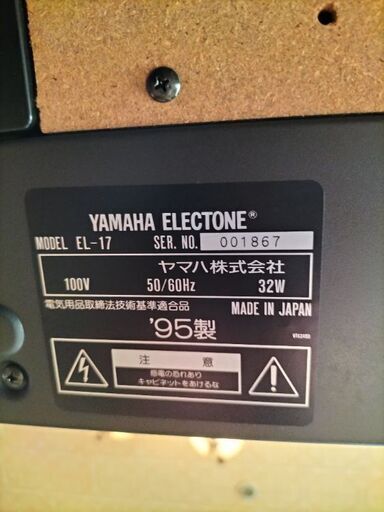 YAMAHA ELECTONE®
MODEL EL-17 SER. NO. 001867
ヤマハ株式会社
100V 50/60Hz 32W
電気用品取締法技術基準適合品 MAKE IN JAPAN
'95製
注 意
感電の恐れあり
キャビネットをあけるな